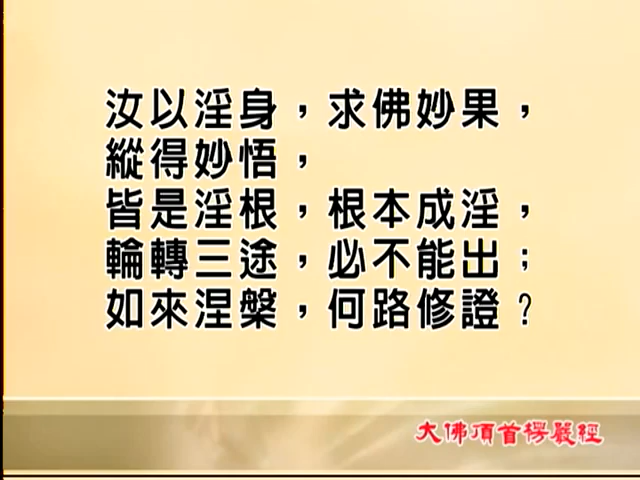 汝以淫身，求佛妙果，
縱得妙悟，
皆是淫根，根本成淫，
輪轉三途，必不能出；
如來涅槃，何路修證？
大佛頂首楞嚴經